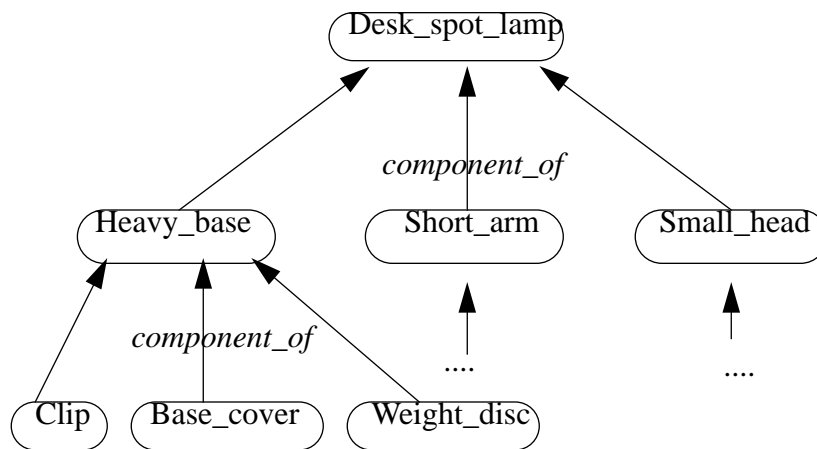 Desk_spot_lamp
component_of
Heavy_base Short_arm Small_head
component_of
.... ....
Clip Base_cover Weight_disc